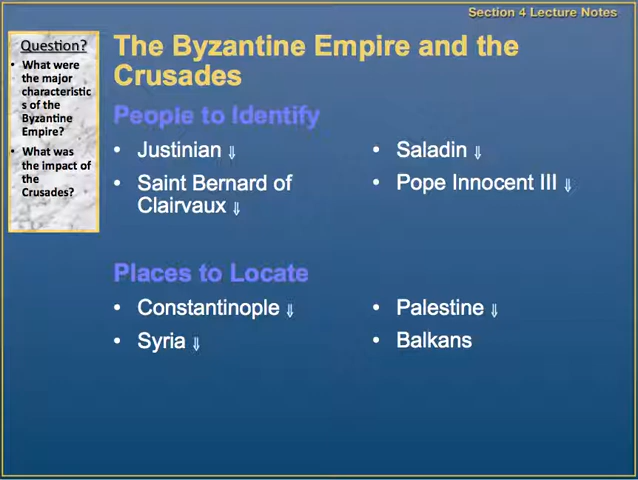 Section 4 Lecture Notes
Question?
• What were
the major
characteristic
s of the
Byzantine
Empire?
• What was
the impact of
the
Crusades?
The Byzantine Empire and the
Crusades
People to Identify
• Justinian ⇓
• Saint Bernard of
Clairvaux ⇓
• Saladin ⇓
• Pope Innocent III ⇓
Places to Locate
• Constantinople ⇓
• Syria ⇓
• Palestine ⇓
• Balkans